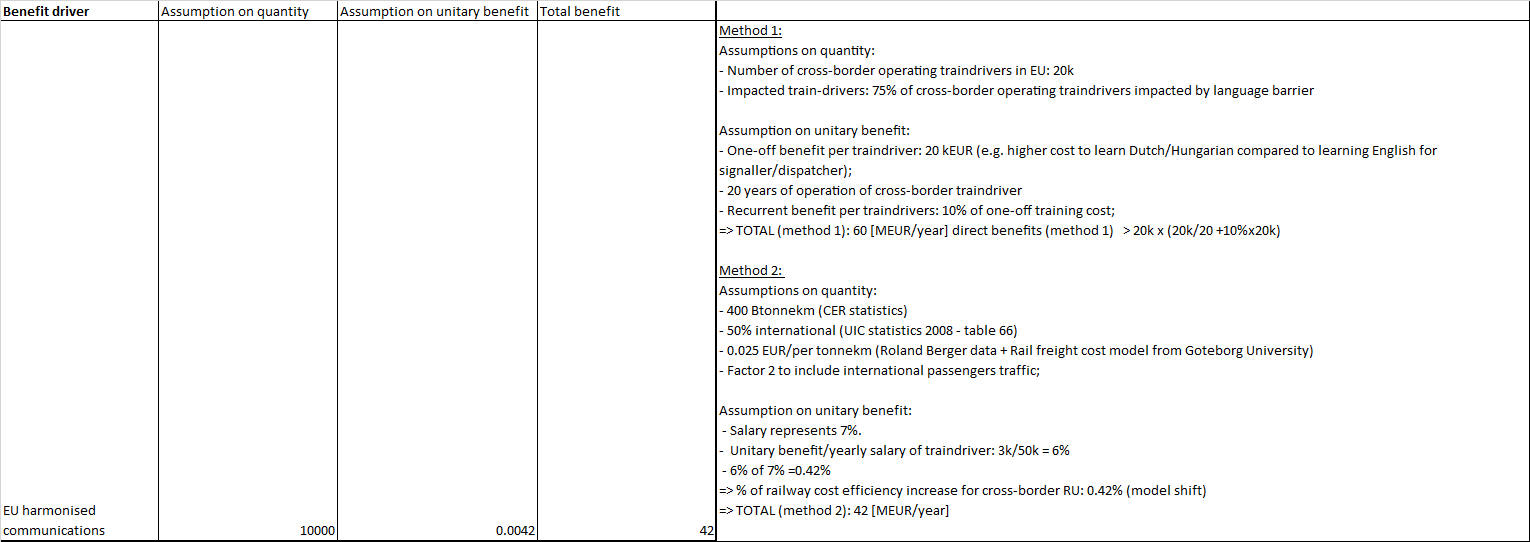 Benefit driver Assumption on quantity Assumption on unitary benefit Total benefit
Method 1:
Assumptions on quantity:
- Number of cross-border operating traindrivers in EU: 20k
- Impacted train-drivers: 75% of cross-border operating traindrivers impacted by language barrier
Assumption on unitary benefit:
- One-off benefit per traindriver: 20 kEUR (e.g. higher cost to learn Dutch/Hungarian compared to learning English for
signaller/dispatcher);
- 20 years of operation of cross-border traindriver
- Recurrent benefit per traindrivers: 10% of one-off training cost;
=> TOTAL (method 1): 60 [MEUR/year] direct benefits (method 1) > 20k x (20k/20 +10%x20k)
Method 2:
Assumptions on quantity:
- 400 Btonnekm (CER statistics)
- 50% international (UIC statistics 2008 - table 66)
- 0.025 EUR/per tonnekm (Roland Berger data + Rail freight cost model from Goteborg University)
- Factor 2 to include international passengers traffic;
Assumption on unitary benefit:
- Salary represents 7%.
- Unitary benefit/yearly salary of traindriver: 3k/50k = 6%
- 6% of 7% =0.42%
=> % of railway cost efficiency increase for cross-border RU: 0.42% (model shift)
=> TOTAL (method 2): 42 [MEUR/year]
EU harmonised
communications 10000 0.0042 42